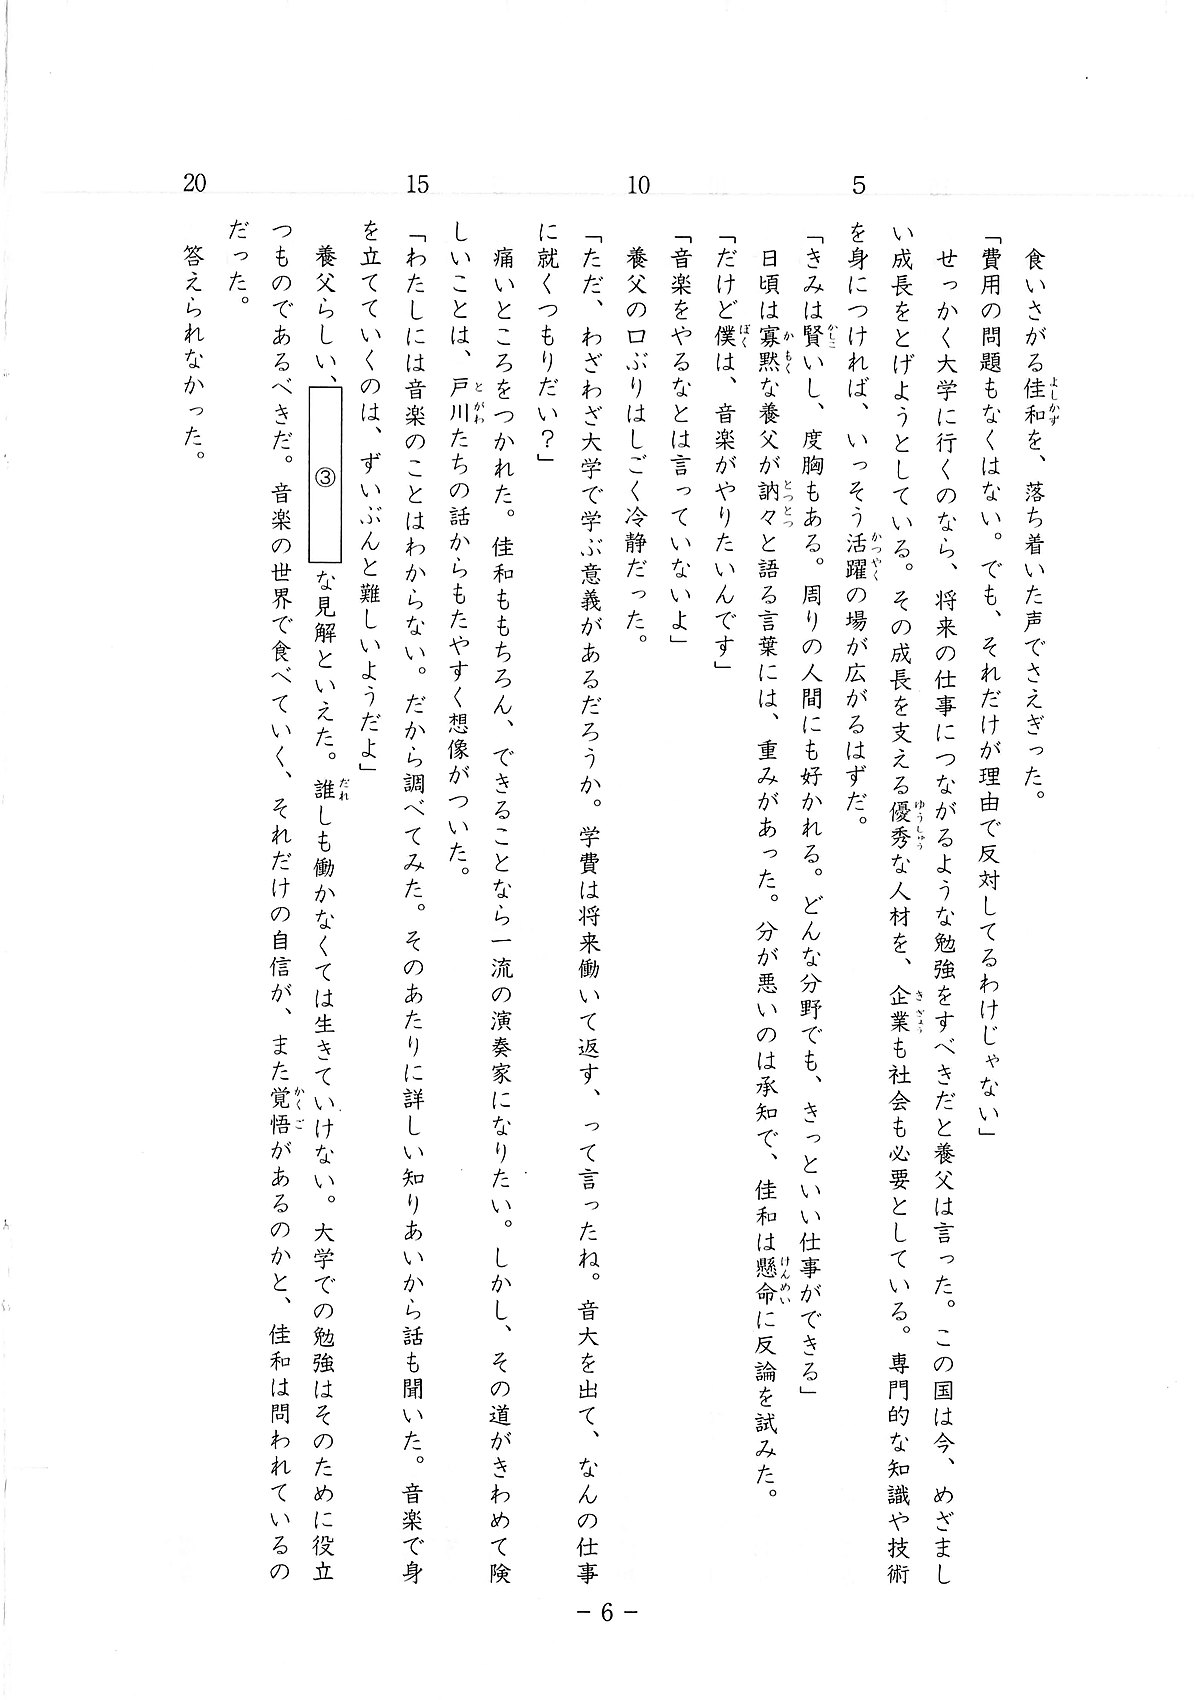 食いさがる佳和を、落ち着いた声でさえぎった。
「費用の問題もなくはない。でも、それだけが理由で反対してるわけじゃない」
せっかく大学に行くのなら、将来の仕事につながるような勉強をすべきだと養父は言った。この国は今、めざまし
い成長をとげようとしている。その成長を支える優秀な人材を、企業も社会も必要としている。専門的な知識や技術
を身につければ、いっそう活躍の場が広がるはずだ。
「きみは賢いし、度胸もある。周りの人間にも好かれる。どんな分野でも、きっといい仕事ができる」
日頃は寡黙な養父が訥々と語る言葉には、重みがあった。分が悪いのは承知で、佳和は懸命に反論を試みた。
「だけど僕は、音楽がやりたいんです」
「音楽をやるなとは言っていないよ」
養父の口ぶりはしごく冷静だった。
「ただ、わざわざ大学で学ぶ意義があるだろうか。学費は将来働いて返す、って言ったね。音大を出て、なんの仕事
に就くつもりだい？」
痛いところをつかれた。佳和ももちろん、できることなら一流の演奏家になりたい。しかし、その道がきわめて険
しいことは、戸川たちの話からもたやすく想像がついた。
「わたしには音楽のことはわからない。だから調べてみた。そのあたりに詳しい知りあいから話も聞いた。音楽で身
を立てていくのは、ずいぶんと難しいようだよ」
養父らしい、③な見解といえた。誰しも働かなくては生きていけない。大学での勉強はそのために役立
つものであるべきだ。音楽の世界で食べていく、それだけの自信が、また覚悟があるのかと、佳和は問われているの
だった。
答えられなかった。
5
10
15
20
－6－